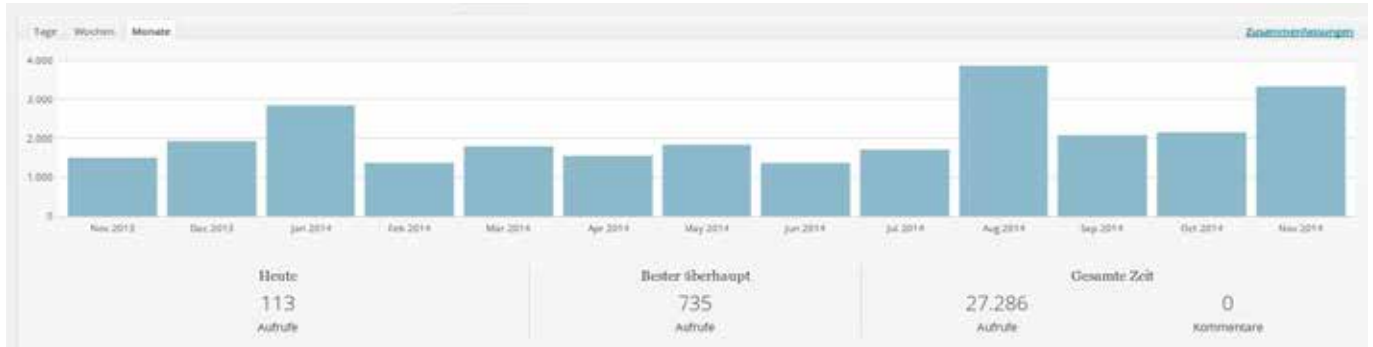 Tage Wochen Monate Zusammenfassungen
4.000
3.000
2.000
1.000
0
Nov 2013 Dec 2013 Jan 2014 Feb 2014 Mar 2014 Apr 2014 May 2014 Jun 2014 Jul 2014 Aug 2014 Sep 2014 Oct 2014 Nov 2014
Heute Bester überhaupt Gesamte Zeit
113 735 27.286 0
Aufrufe Aufrufe Aufrufe Kommentare